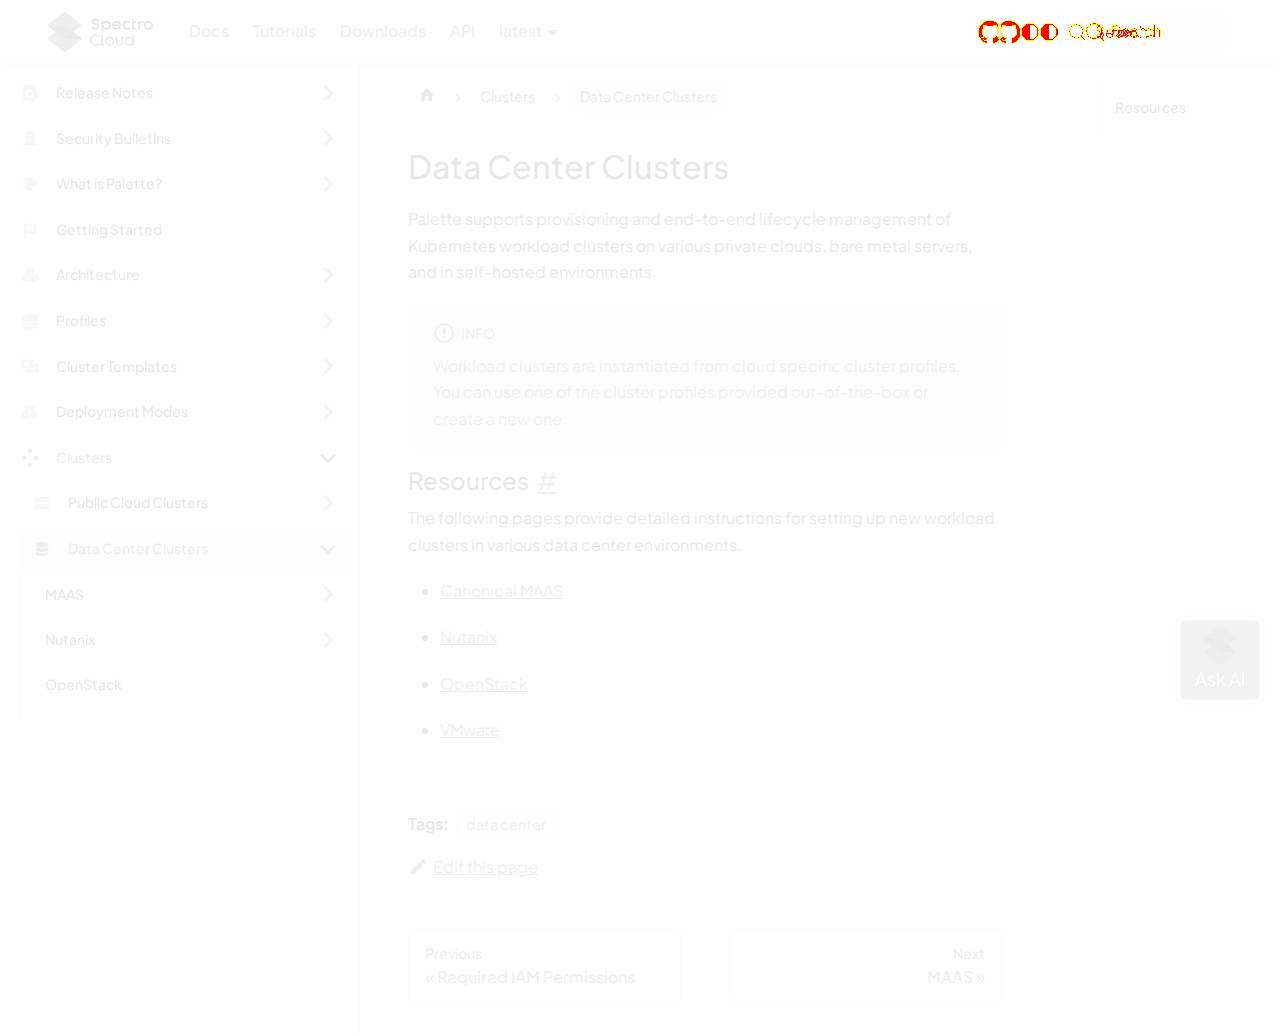 Spectro Cloud
Docs
Tutorials
Downloads
API
latest
Search
Release Notes
Security Bulletins
What is Palette?
Getting Started
Architecture
Profiles
Cluster Templates
Deployment Modes
Clusters
Public Cloud Clusters
Data Center Clusters
MAAS
Nutanix
OpenStack
Clusters
Data Center Clusters
Data Center Clusters
Palette supports provisioning and end-to-end lifecycle management of
Kubernetes workload clusters on various private clouds, bare metal servers,
and in self-hosted environments.
INFO
Workload clusters are instantiated from cloud specific cluster profiles.
You can use one of the cluster profiles provided out-of-the-box or
create a new one.
Resources #
The following pages provide detailed instructions for setting up new workload
clusters in various data center environments.
Canonical MAAS
Nutanix
OpenStack
VMware
Tags: data center
Edit this page
Previous
« Required IAM Permissions
Next
MAAS »
Resources
Ask AI